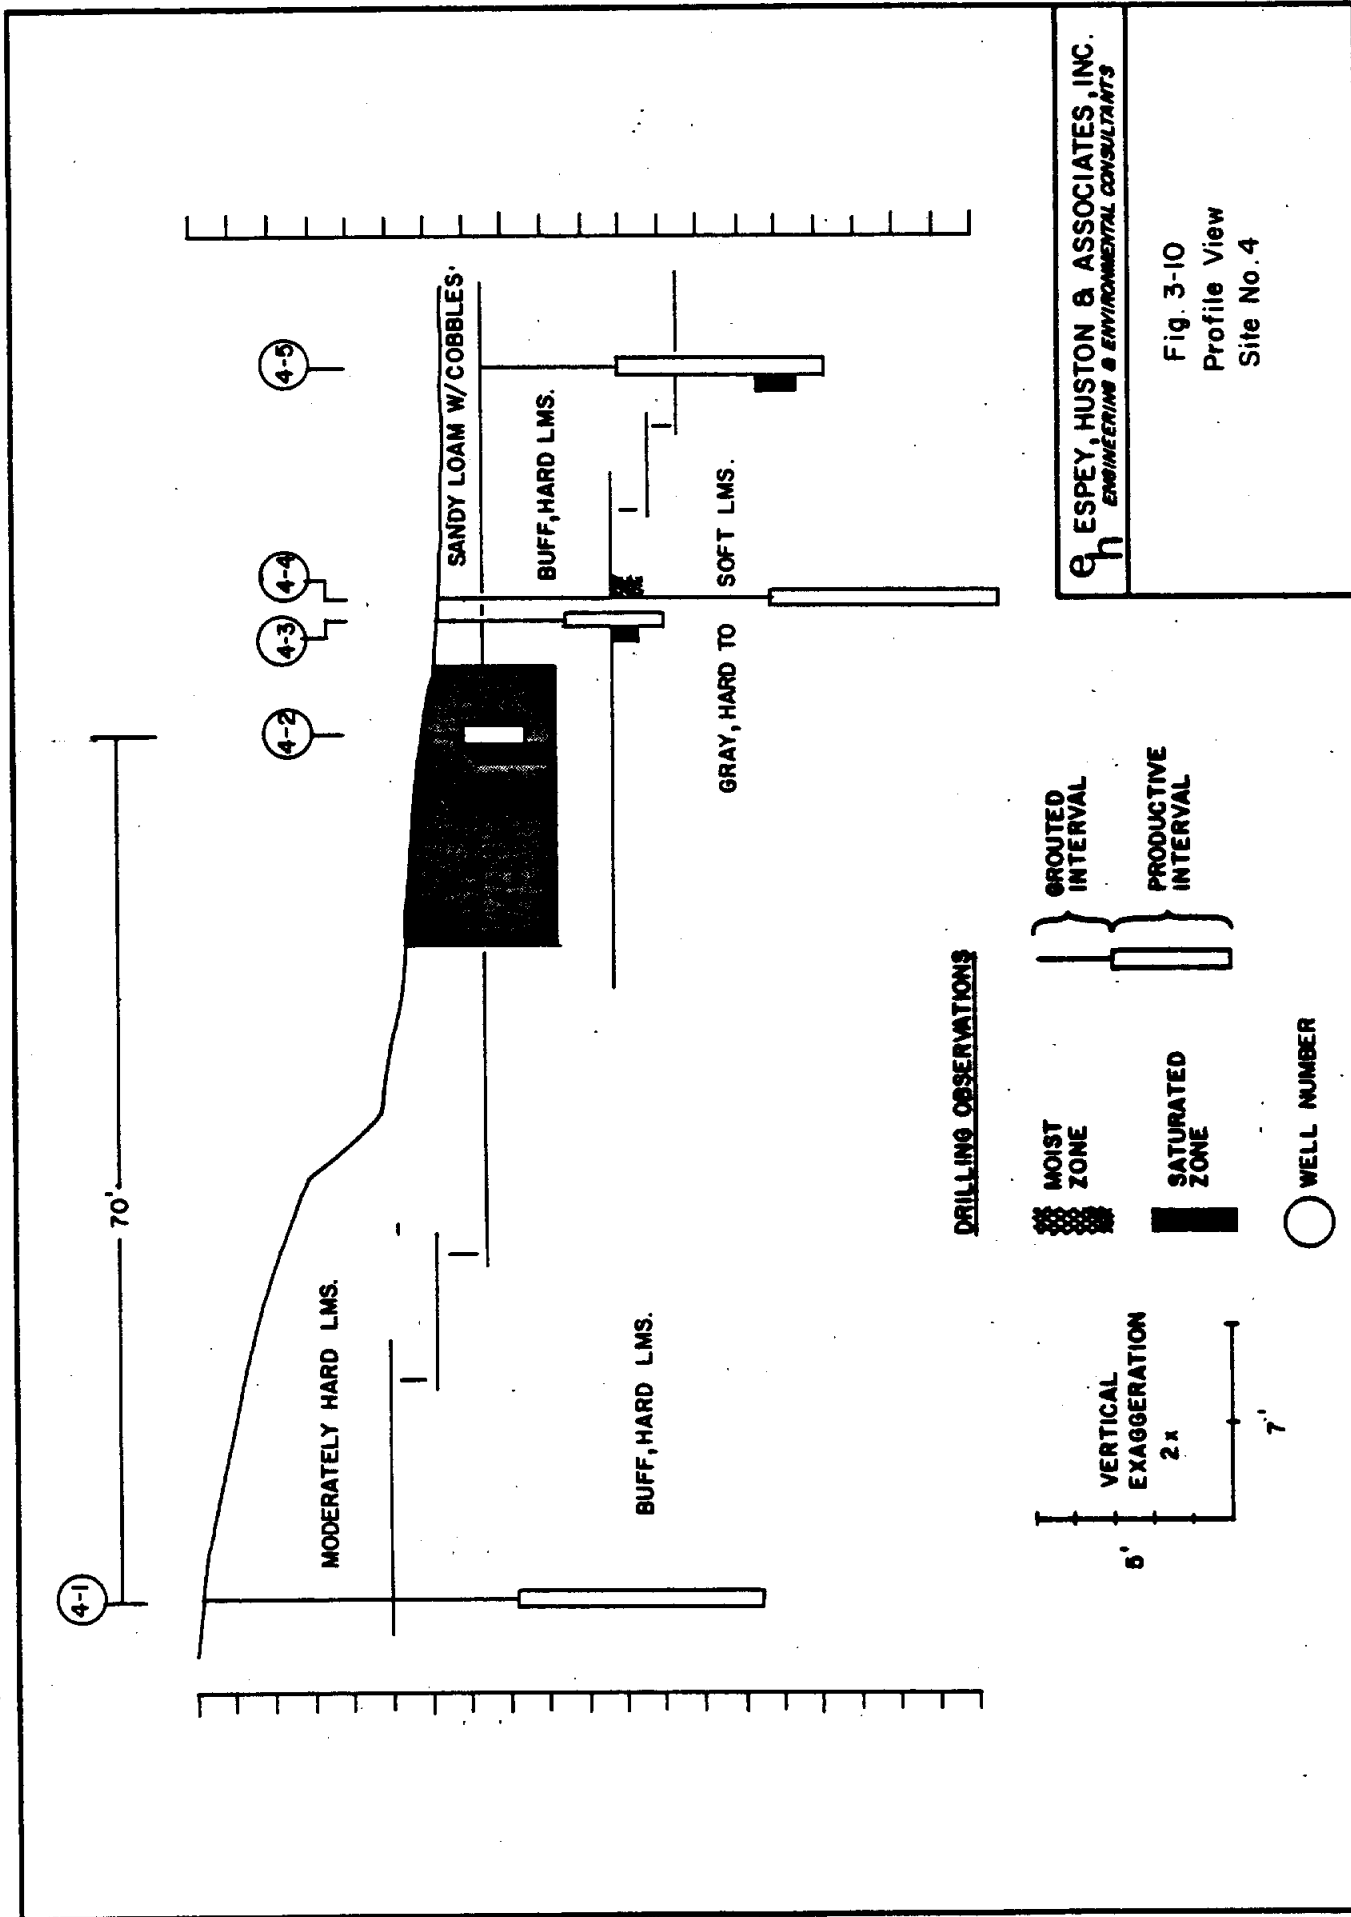 4-1
70'
4-2
4-3
4-4
4-5
MODERATELY HARD LMS.
SANDY LOAM W/COBBLES
BUFF, HARD LMS.
BUFF, HARD LMS.
GRAY, HARD TO SOFT LMS.
VERTICAL
EXAGGERATION
2x
5'
7'
DRILLING OBSERVATIONS
MOIST
ZONE
SATURATED
ZONE
WELL NUMBER
GROUTED
INTERVAL
PRODUCTIVE
INTERVAL
eh ESPEY, HUSTON & ASSOCIATES, INC.
ENGINEERING & ENVIRONMENTAL CONSULTANTS
Fig. 3-10
Profile View
Site No. 4